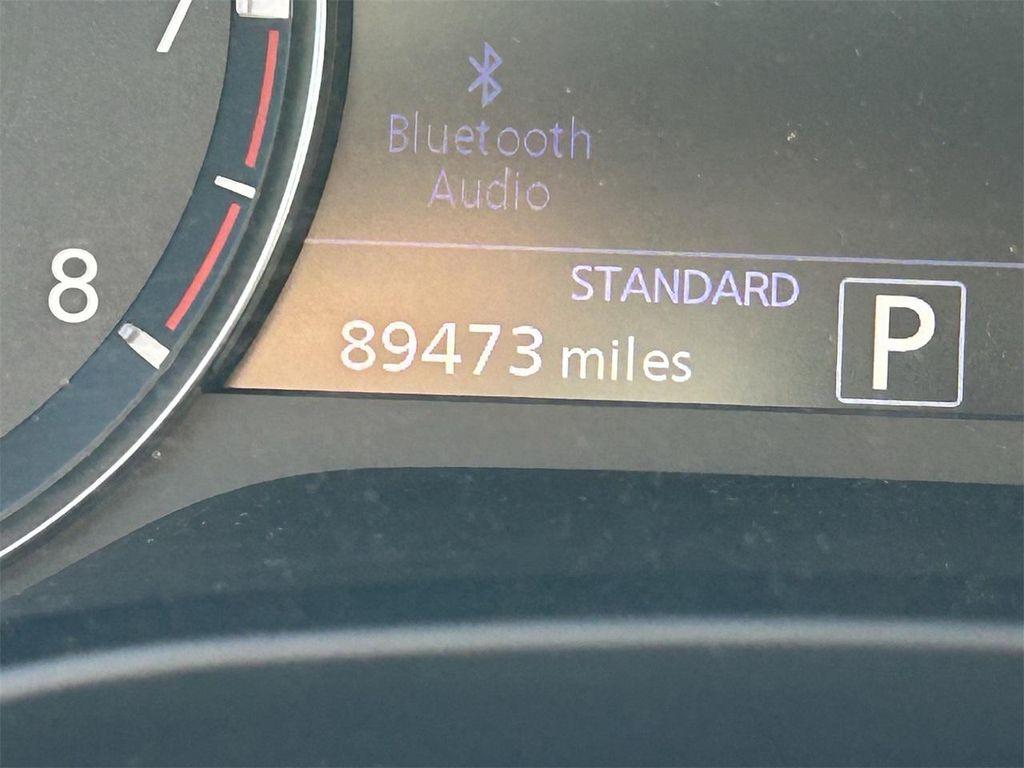 7
Bluetooth
Audio
8
STANDARD
89473 miles
P